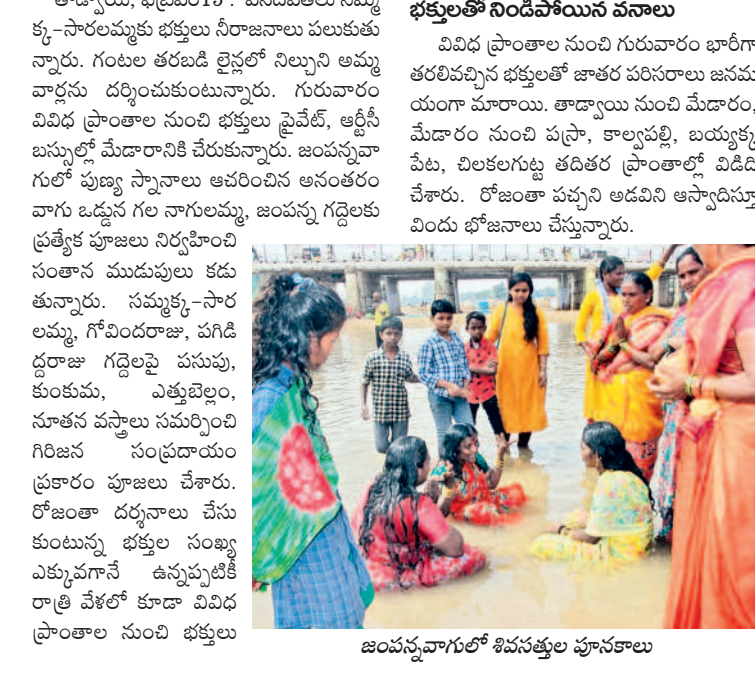 తాడ్వాయి, ఫిబ్రవరి
క్క–సారలమ్మకు భక్తులు నీరాజనాలు పలుకుతు
న్నారు. గంటల తరబడి లైన్లలో నిల్చుని అమ్మ
వార్లను దర్శించుకుంటున్నారు. గురువారం
వివిధ ప్రాంతాల నుంచి భక్తులు ప్రైవేట్, ఆర్టీసీ
బస్సుల్లో మేడారానికి చేరుకున్నారు. జంపన్నవా
గులో పుణ్య స్నానాలు ఆచరించిన అనంతరం
వాగు ఒడ్డున గల నాగులమ్మ, జంపన్న గద్దెలకు
ప్రత్యేక పూజలు నిర్వహించి
సంతాన ముడుపులు కడు
తున్నారు. సమ్మక్క–సార
లమ్మ, గోవిందరాజు, పగిడి
ద్దరాజు గద్దెలపై పసుపు,
కుంకుమ, ఎత్తుబెల్లం,
నూతన వస్త్రాలు సమర్పించి
గిరిజన సంప్రదాయం
ప్రకారం పూజలు చేశారు.
రోజంతా దర్శనాలు చేసు
కుంటున్న భక్తుల సంఖ్య
ఎక్కువగానే ఉన్నప్పటికీ
రాత్రి వేళలో కూడా వివిధ
ప్రాంతాల నుంచి భక్తులు
భక్తులతో నిండిపోయిన వనాలు
వివిధ ప్రాంతాల నుంచి గురువారం భారీగా
తరలివచ్చిన భక్తులతో జాతర పరిసరాలు జనమ
యంగా మారాయి. తాడ్వాయి నుంచి మేడారం,
మేడారం నుంచి పస్రా, కాల్వపల్లి, బయ్యక్క
పేట, చిలకలగుట్ట తదితర ప్రాంతాల్లో విడిది
చేశారు. రోజంతా పచ్చని అడవిని ఆస్వాదిస్తూ
విందు భోజనాలు చేస్తున్నారు.
జంపన్నవాగులో శివసత్తుల పూనకాలు